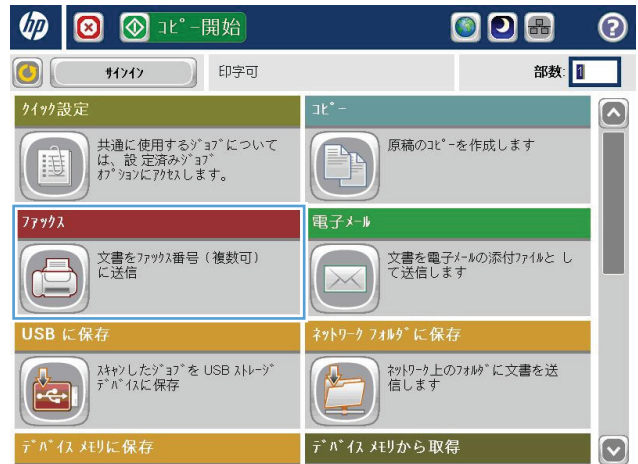 hp
ｺﾋﾟｰ開始
?
ｻｲﾝｲﾝ
印字可
部数: 1
ｸｲｯｸ設定
共通に使用するｼﾞｮﾌﾞについて
は、設 定済みｼﾞｮﾌﾞ
ｵﾌﾟｼｮﾝにｱｸｾｽします。
ｺﾋﾟｰ
原稿のｺﾋﾟｰを作成します
ﾌｧｯｸｽ
文書をﾌｧｯｸｽ番号（複数可）
に送信
電子ﾒｰﾙ
文書を電子ﾒｰﾙの添付ﾌｧｲﾙと し
て送信します
USB に保存
ｽｷｬﾝしたｼﾞｮﾌﾞを USB ｽﾄﾚｰｼﾞ
ﾃﾞﾊﾞｲｽに保存
ﾈｯﾄﾜｰｸ ﾌｫﾙﾀﾞに保存
ﾈｯﾄﾜｰｸ上のﾌｫﾙﾀﾞに文書を送
信します
ﾃﾞﾊﾞｲｽ ﾒﾓﾘに保存
ﾃﾞﾊﾞｲｽ ﾒﾓﾘから取得